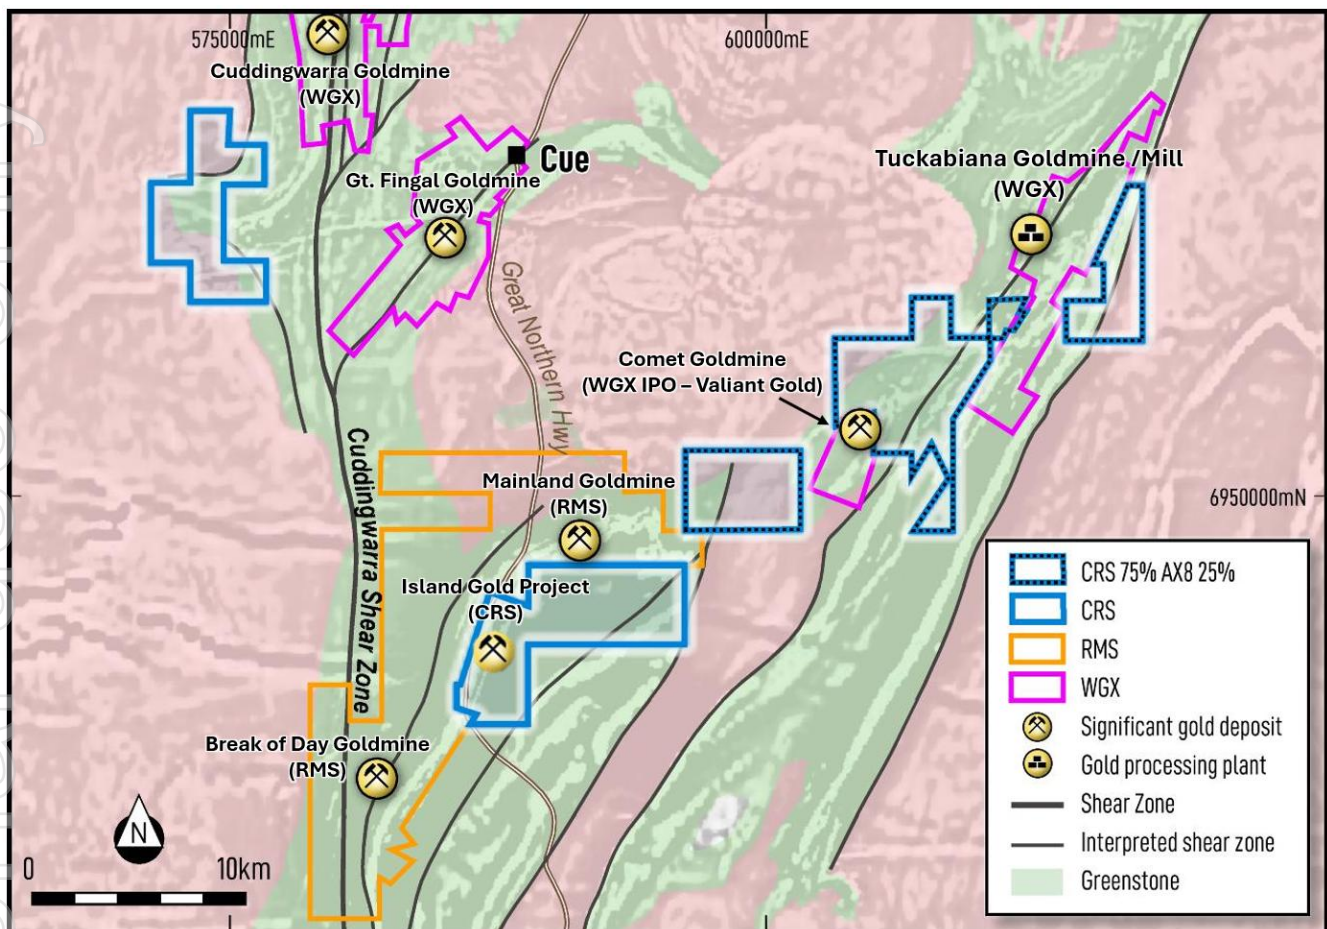 575000mE
600000mE
Cuddingwarra Goldmine
(WGX)
Cue
Tuckabiana Goldmine /Mill
(WGX)
Gt. Fingal Goldmine
(WGX)
Great Northern Hwy
Comet Goldmine
(WGX IPO – Valiant Gold)
Cuddingwarra Shear Zone
Mainland Goldmine
(RMS)
6950000mN
Island Gold Project
(CRS)
Break of Day Goldmine
(RMS)
N
0 10km
CRS 75% AX8 25%
CRS
RMS
WGX
Significant gold deposit
Gold processing plant
Shear Zone
Interpreted shear zone
Greenstone